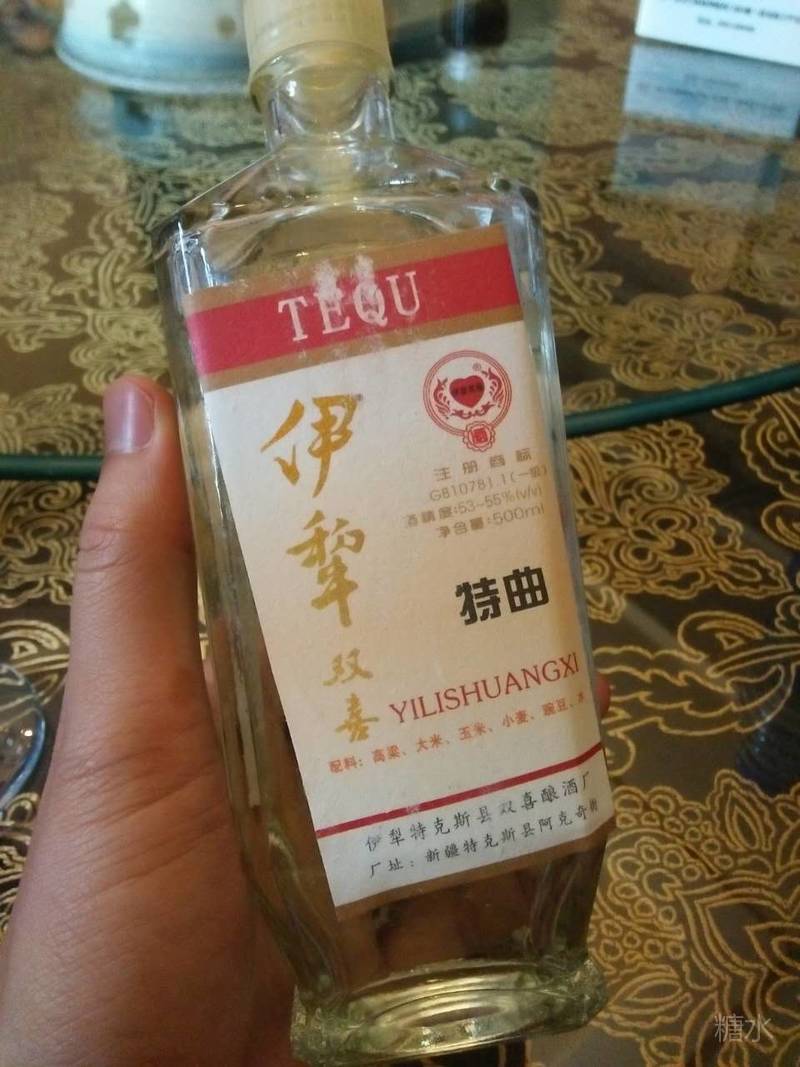 TEQU
伊犁
双喜
注册商标
GB10781.1(一级)
酒精度:53~55%(v/v)
净含量:500ml
特曲
YILISHUANGXI
配料：高粱、大米、玉米、小麦、豌豆、水
伊犁特克斯县双喜酿酒厂
厂址：新疆特克斯县阿克奇街
糖水